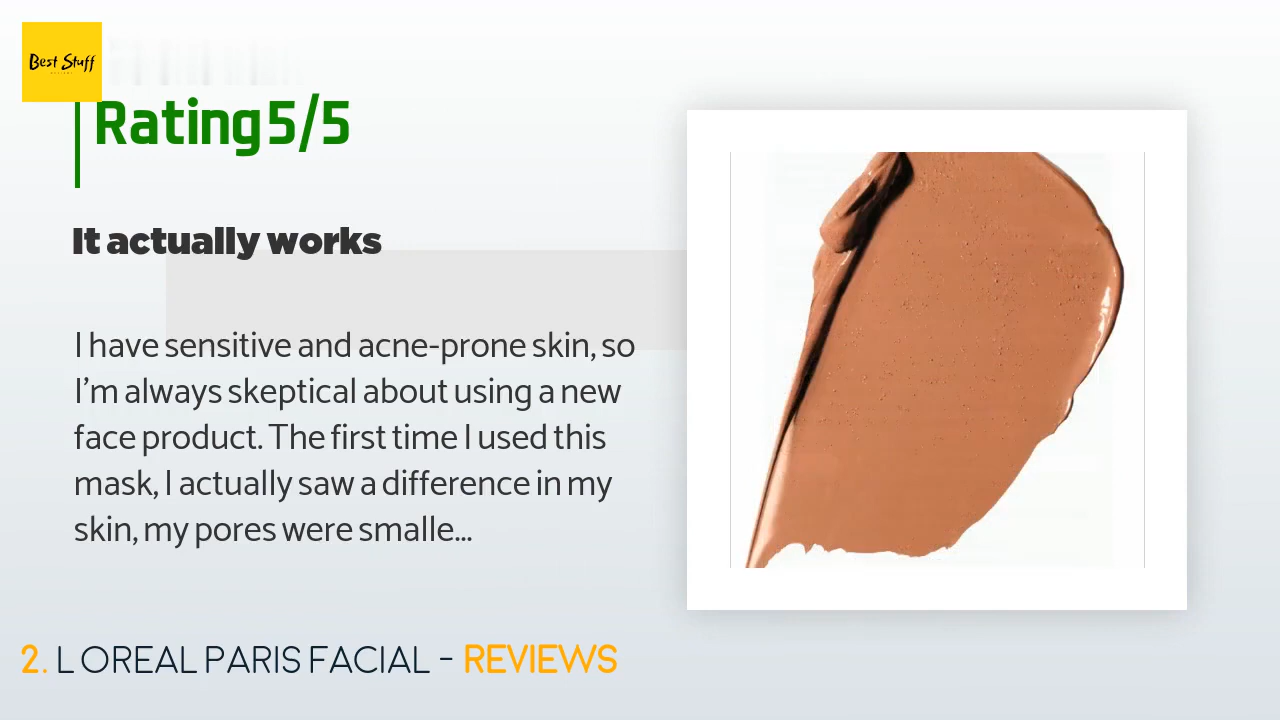 Best Stuff
Rating 5/5
It actually works
I have sensitive and acne-prone skin, so
I'm always skeptical about using a new
face product. The first time I used this
mask, I actually saw a difference in my
skin, my pores were smalle...
2. L OREAL PARIS FACIAL - REVIEWS